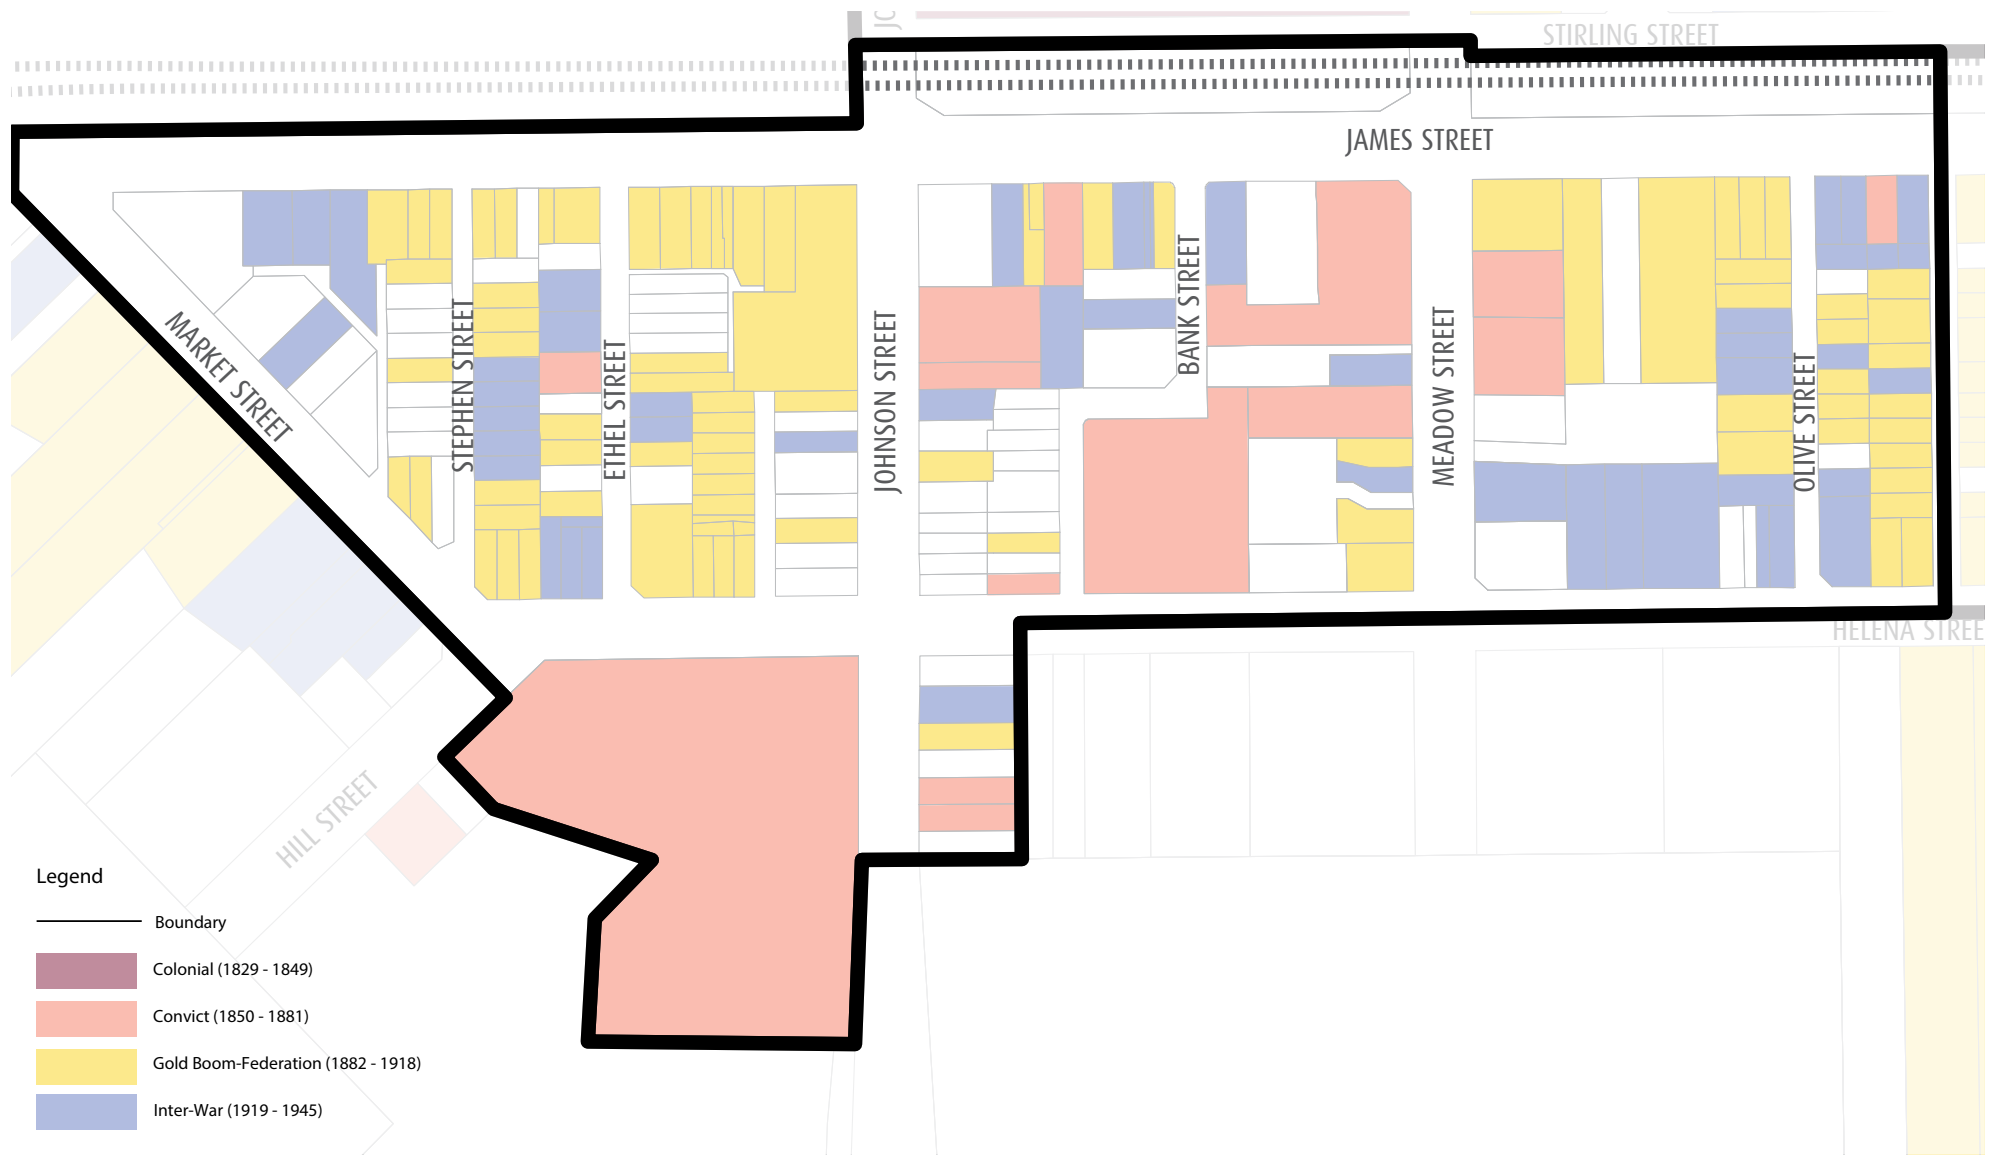 STIRLING STREET
JAMES STREET
MARKET STREET
STEPHEN STREET
ETHEL STREET
JOHNSON STREET
BANK STREET
MEADOW STREET
OLIVE STREET
HELENA STREE
HILL STREET
Legend
Boundary
Colonial (1829 - 1849)
Convict (1850 - 1881)
Gold Boom-Federation (1882 - 1918)
Inter-War (1919 - 1945)